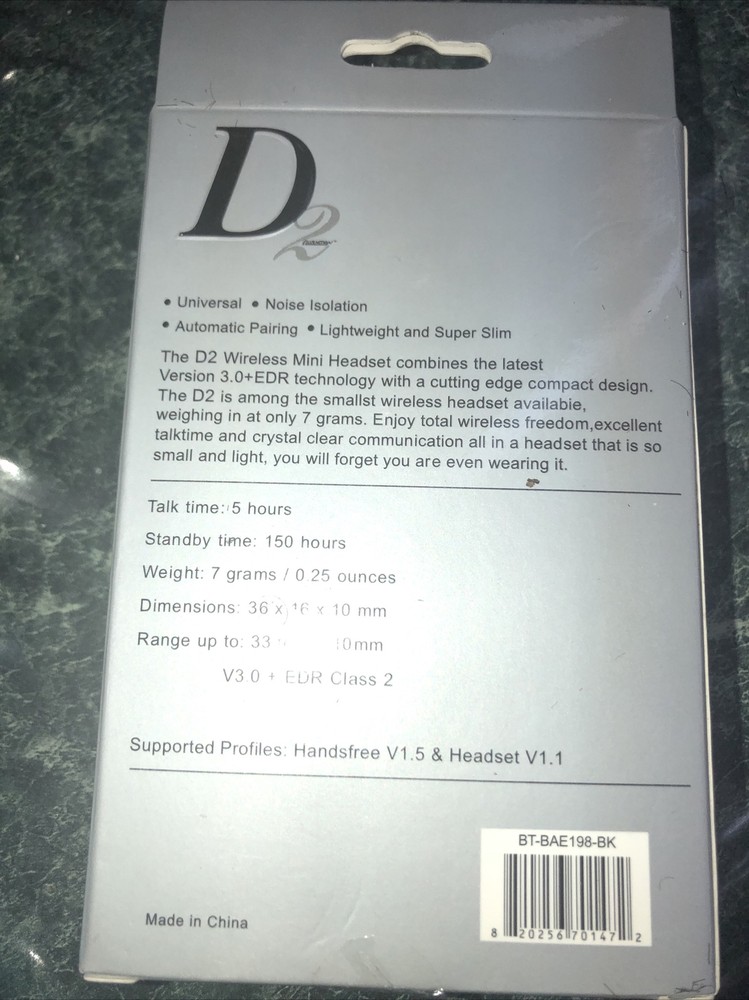 D2
• Universal • Noise Isolation
• Automatic Pairing • Lightweight and Super Slim
The D2 Wireless Mini Headset combines the latest
Version 3.0+EDR technology with a cutting edge compact design.
The D2 is among the smallst wireless headset availabie,
weighing in at only 7 grams. Enjoy total wireless freedom,excellent
talktime and crystal clear communication all in a headset that is so
small and light, you will forget you are even wearing it.
Talk time: 5 hours
Standby time: 150 hours
Weight: 7 grams / 0.25 ounces
Dimensions: 36 x 16 x 10 mm
Range up to: 33 0mm
V3.0 + EDR Class 2
Supported Profiles: Handsfree V1.5 & Headset V1.1
BT-BAE198-BK
8 20256 70147 2
Made in China